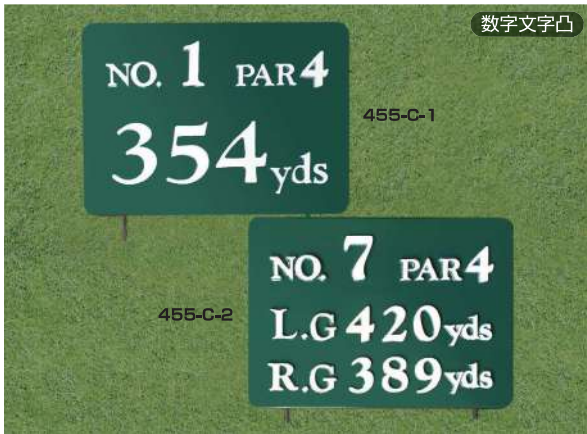 数字文字凸
NO. 1 PAR 4
354yds
455-C-1
NO. 7 PAR 4
L.G 420yds
R.G 389yds
455-C-2